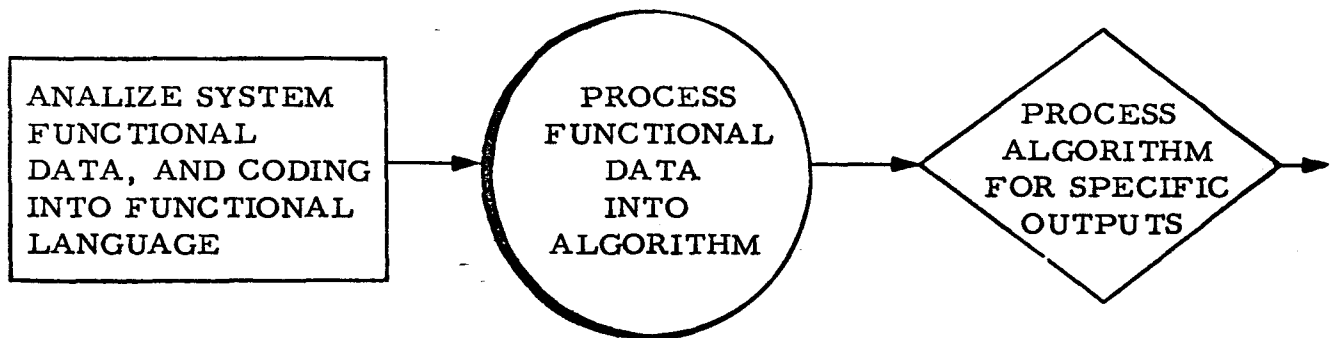 ANALIZE SYSTEM
FUNCTIONAL
DATA, AND CODING
INTO FUNCTIONAL
LANGUAGE
PROCESS
FUNCTIONAL
DATA
INTO
ALGORITHM
PROCESS
ALGORITHM
FOR SPECIFIC
OUTPUTS